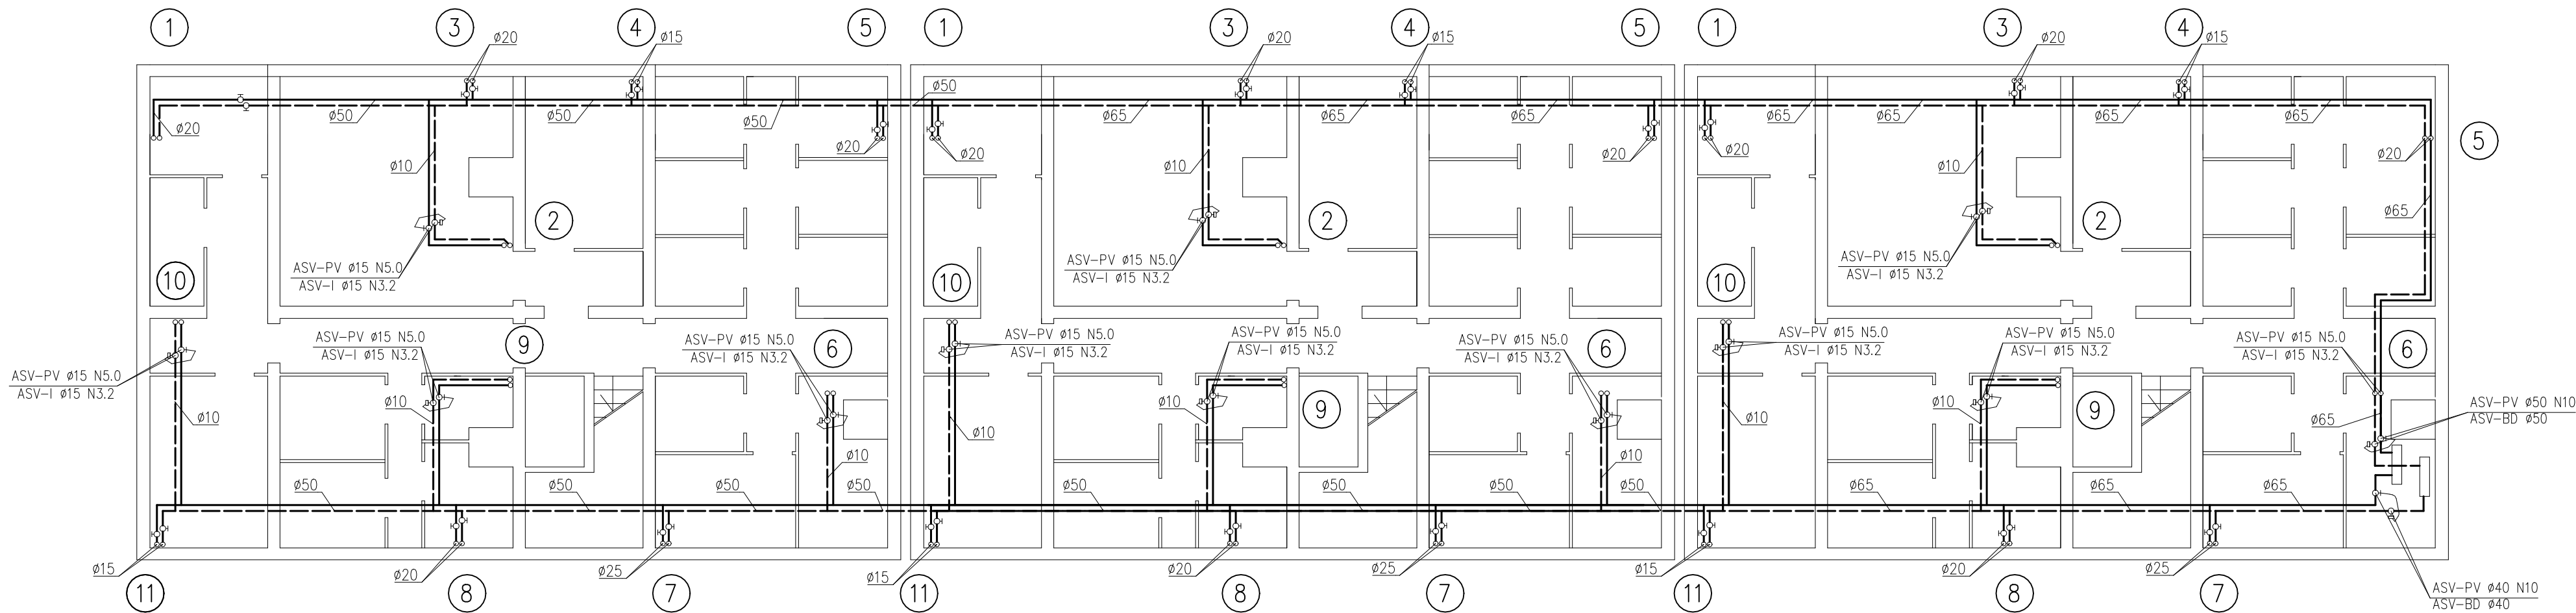 1
3
4
5
1
3
4
5
1
3
4
ø20
ø15
ø20
ø15
ø20
ø15
ø50
ø50
ø50
ø50
ø65
ø65
ø65
ø65
ø65
ø65
ø65
ø20
ø20
ø20
ø20
ø20
ø20
5
ø10
ø10
ø10
2
2
2
ø65
ASV-PV ø15 N5.0
ASV-I ø15 N3.2
ASV-PV ø15 N5.0
ASV-I ø15 N3.2
ASV-PV ø15 N5.0
ASV-I ø15 N3.2
10
10
10
ASV-PV ø15 N5.0
ASV-I ø15 N3.2
9
ASV-PV ø15 N5.0
ASV-I ø15 N3.2
6
ASV-PV ø15 N5.0
ASV-I ø15 N3.2
ASV-PV ø15 N5.0
ASV-I ø15 N3.2
ASV-PV ø15 N5.0
ASV-I ø15 N3.2
6
ASV-PV ø15 N5.0
ASV-I ø15 N3.2
ASV-PV ø15 N5.0
ASV-I ø15 N3.2
ASV-PV ø15 N5.0
ASV-I ø15 N3.2
6
ASV-PV ø15 N5.0
ASV-I ø15 N3.2
9
9
ASV-PV ø50 N10
ASV-BD ø50
ø10
ø10
ø10
ø10
ø10
ø10
ø10
ø10
ø65
ø50
ø50
ø50
ø50
ø50
ø50
ø50
ø50
ø65
ø65
ø65
ø15
ø20
ø25
ø15
ø20
ø25
ø15
ø20
ø25
11
8
7
11
8
7
11
8
7
ASV-PV ø40 N10
ASV-BD ø40